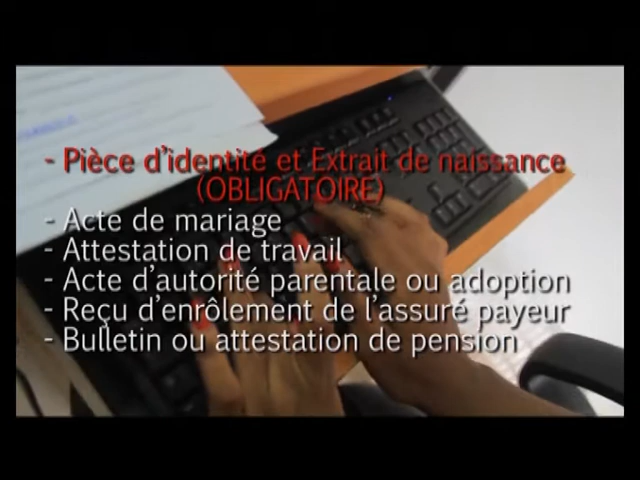 - Pièce d'identité et Extrait de naissance
(OBLIGATOIRE)
- Acte de mariage
- Attestation de travail
- Acte d'autorité parentale ou adoption
- Reçu d'enrôlement de l'assuré payeur
- Bulletin ou attestation de pension